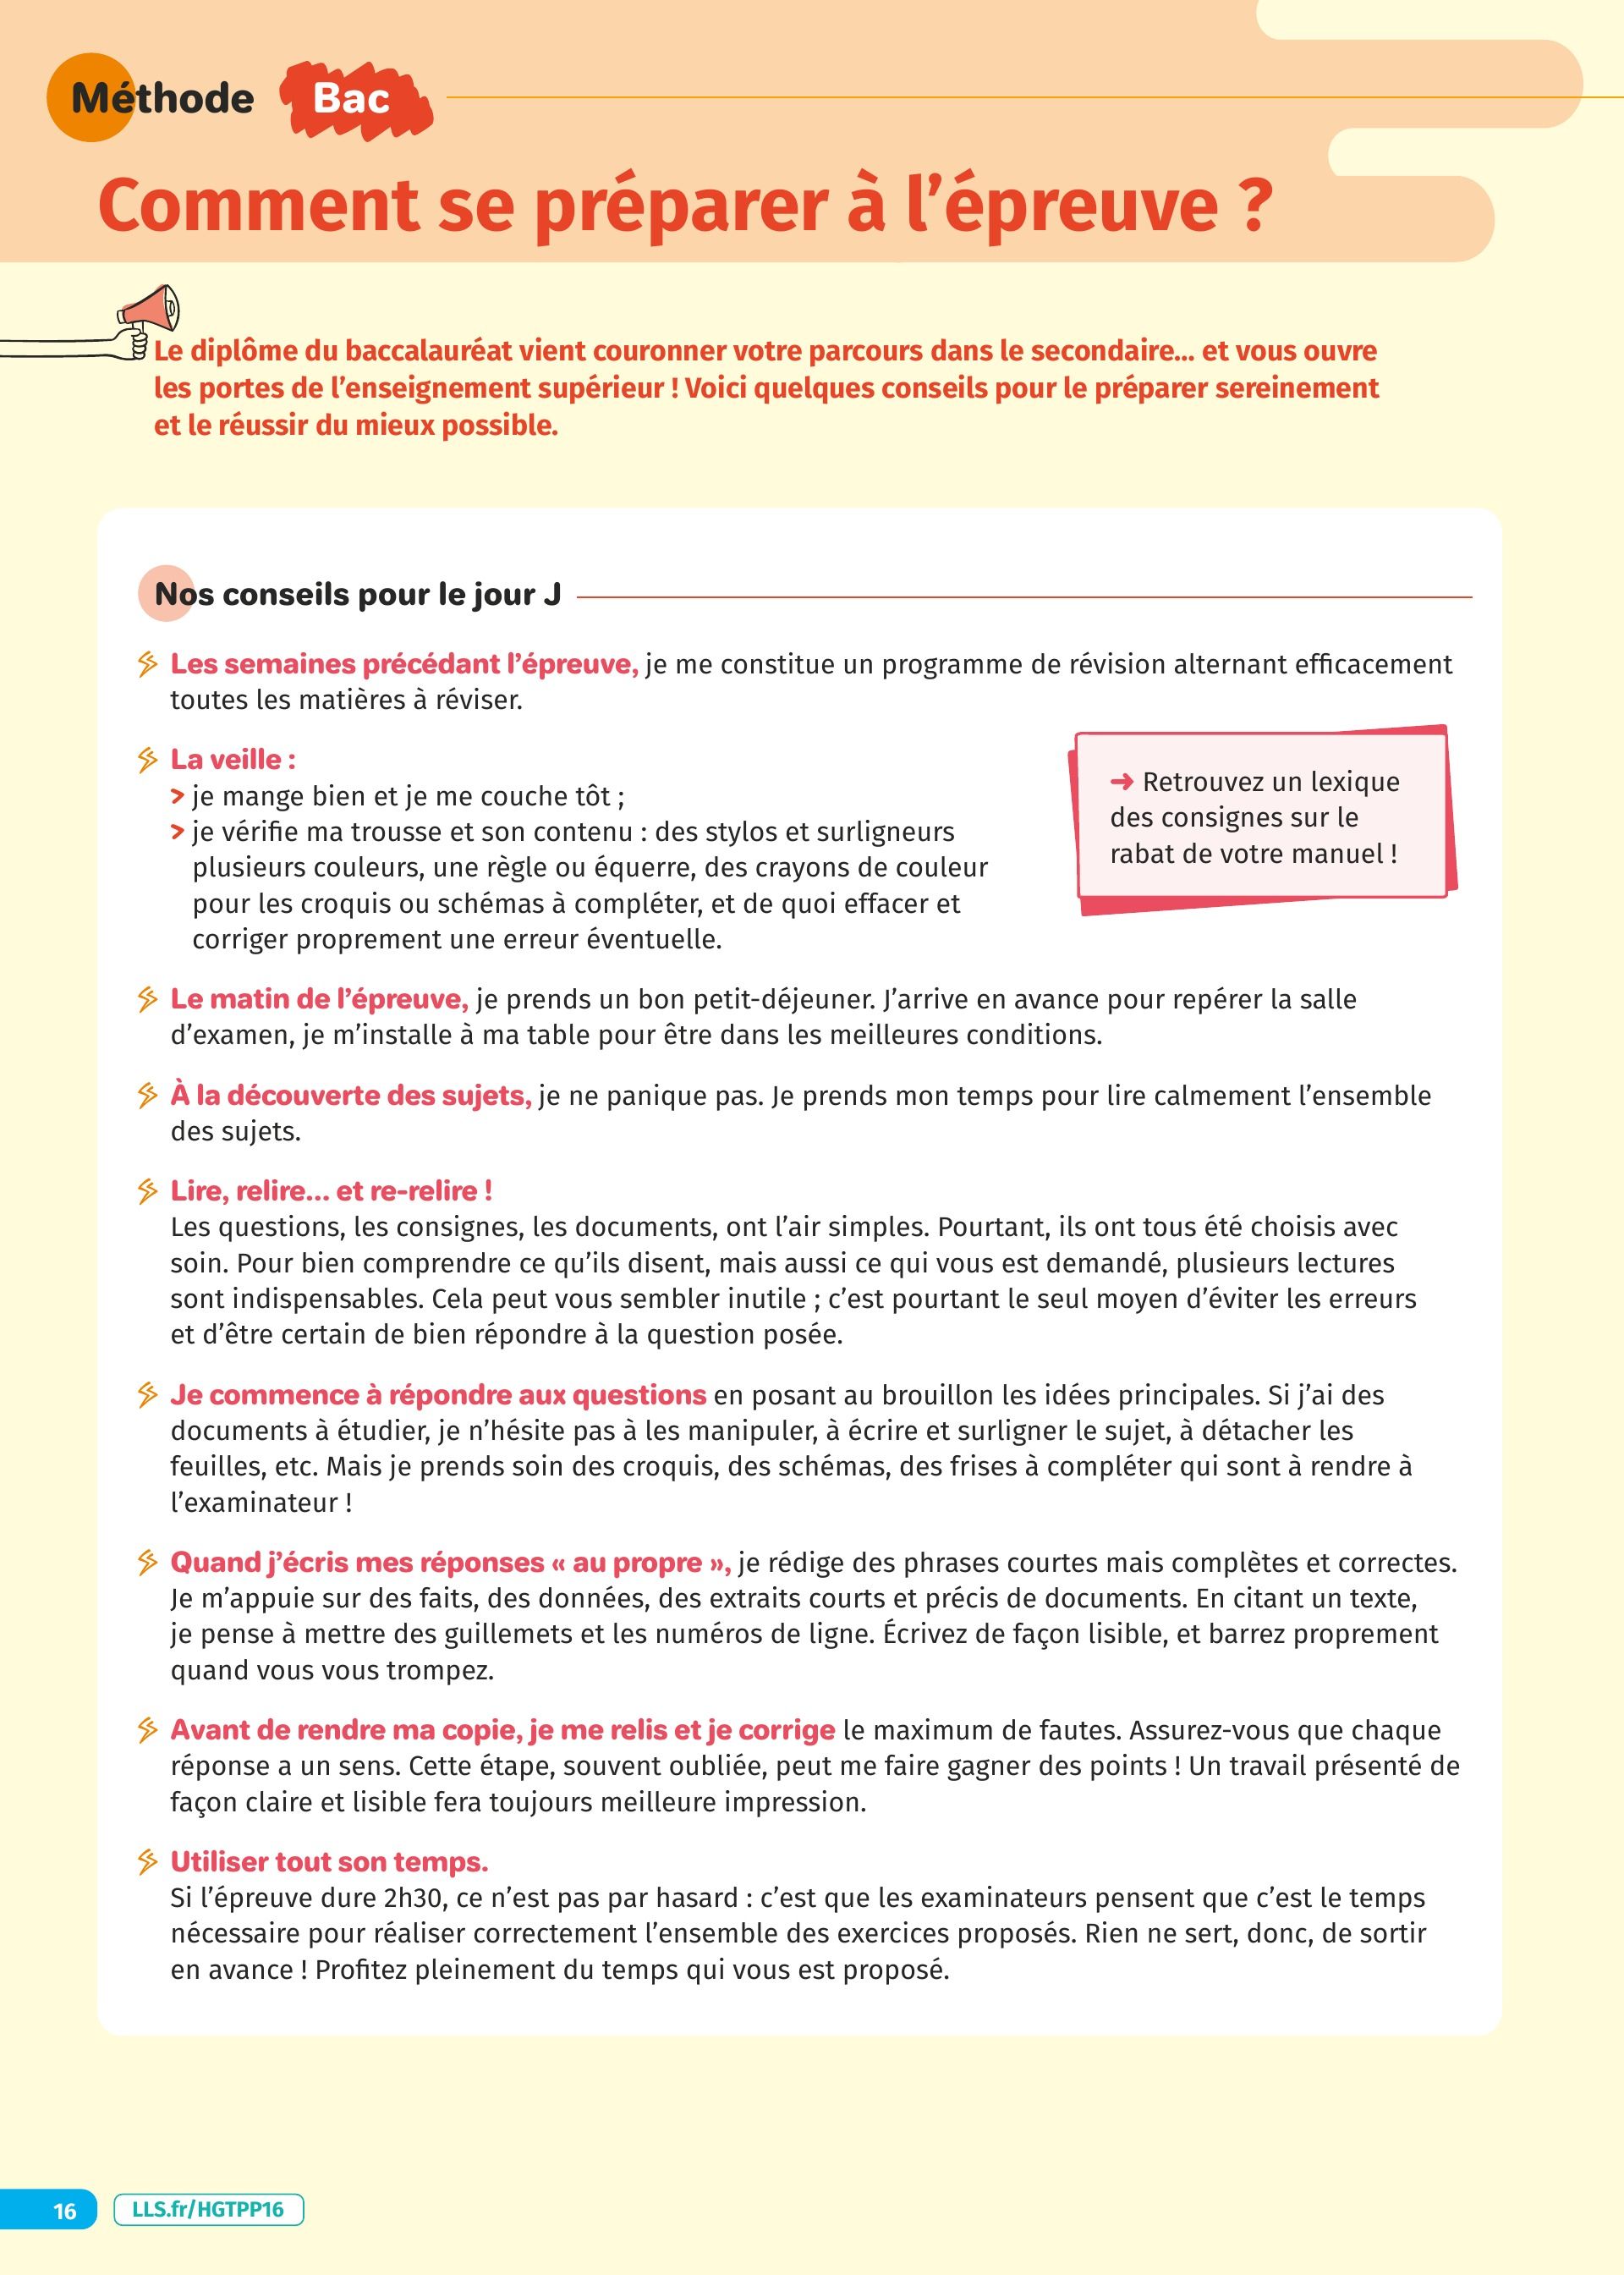 Méthode Bac
Comment se préparer à l’épreuve ?
Le diplôme du baccalauréat vient couronner votre parcours dans le secondaire... et vous ouvre
les portes de l’enseignement supérieur ! Voici quelques conseils pour le préparer sereinement
et le réussir du mieux possible.
Nos conseils pour le jour J
Les semaines précédant l’épreuve, je me constitue un programme de révision alternant efficacement
toutes les matières à réviser.
La veille :
> je mange bien et je me couche tôt ;
> je vérifie ma trousse et son contenu : des stylos et surligneurs
plusieurs couleurs, une règle ou équerre, des crayons de couleur
pour les croquis ou schémas à compléter, et de quoi effacer et
corriger proprement une erreur éventuelle.
➜ Retrouvez un lexique
des consignes sur le
rabat de votre manuel !
Le matin de l’épreuve, je prends un bon petit-déjeuner. J’arrive en avance pour repérer la salle
d’examen, je m’installe à ma table pour être dans les meilleures conditions.
À la découverte des sujets, je ne panique pas. Je prends mon temps pour lire calmement l’ensemble
des sujets.
Lire, relire... et re-relire !
Les questions, les consignes, les documents, ont l’air simples. Pourtant, ils ont tous été choisis avec
soin. Pour bien comprendre ce qu’ils disent, mais aussi ce qui vous est demandé, plusieurs lectures
sont indispensables. Cela peut vous sembler inutile ; c’est pourtant le seul moyen d’éviter les erreurs
et d’être certain de bien répondre à la question posée.
Je commence à répondre aux questions en posant au brouillon les idées principales. Si j’ai des
documents à étudier, je n’hésite pas à les manipuler, à écrire et surligner le sujet, à détacher les
feuilles, etc. Mais je prends soin des croquis, des schémas, des frises à compléter qui sont à rendre à
l’examinateur !
Quand j’écris mes réponses « au propre », je rédige des phrases courtes mais complètes et correctes.
Je m’appuie sur des faits, des données, des extraits courts et précis de documents. En citant un texte,
je pense à mettre des guillemets et les numéros de ligne. Écrivez de façon lisible, et barrez proprement
quand vous vous trompez.
Avant de rendre ma copie, je me relis et je corrige le maximum de fautes. Assurez-vous que chaque
réponse a un sens. Cette étape, souvent oubliée, peut me faire gagner des points ! Un travail présenté de
façon claire et lisible fera toujours meilleure impression.
Utiliser tout son temps.
Si l’épreuve dure 2h30, ce n’est pas par hasard : c’est que les examinateurs pensent que c’est le temps
nécessaire pour réaliser correctement l’ensemble des exercices proposés. Rien ne sert, donc, de sortir
en avance ! Profitez pleinement du temps qui vous est proposé.
16 LLS.fr/HGTPP16